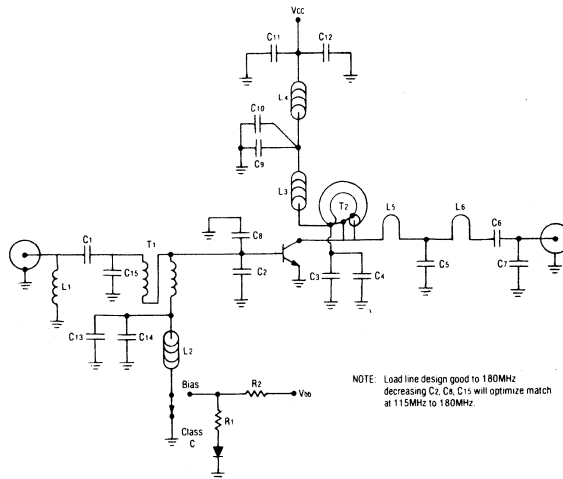 Vcc
C11
C12
L4
C10
C9
L3
T2
L5
L6
C6
C1
T1
C8
C15
C2
C3
C4
C5
C7
L1
C13
C14
L2
Bias
R2
Vbb
Class
C
R1
NOTE: Load line design good to 180MHz
decreasing C2, C8, C15 will optimize match
at 115MHz to 180MHz.